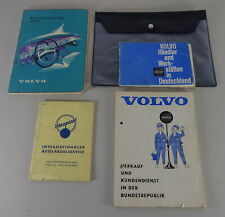 VOLVO
VOLVO
Händler
und
Werk-
stätten
in
Deutschland
Blaupunkt
INTERNATIONALER
AUTO-RADIO-SERVICE
VOLVO
VERKAUF
UND
KUNDENDIENST
IN DER
BUNDESREPUBLIK